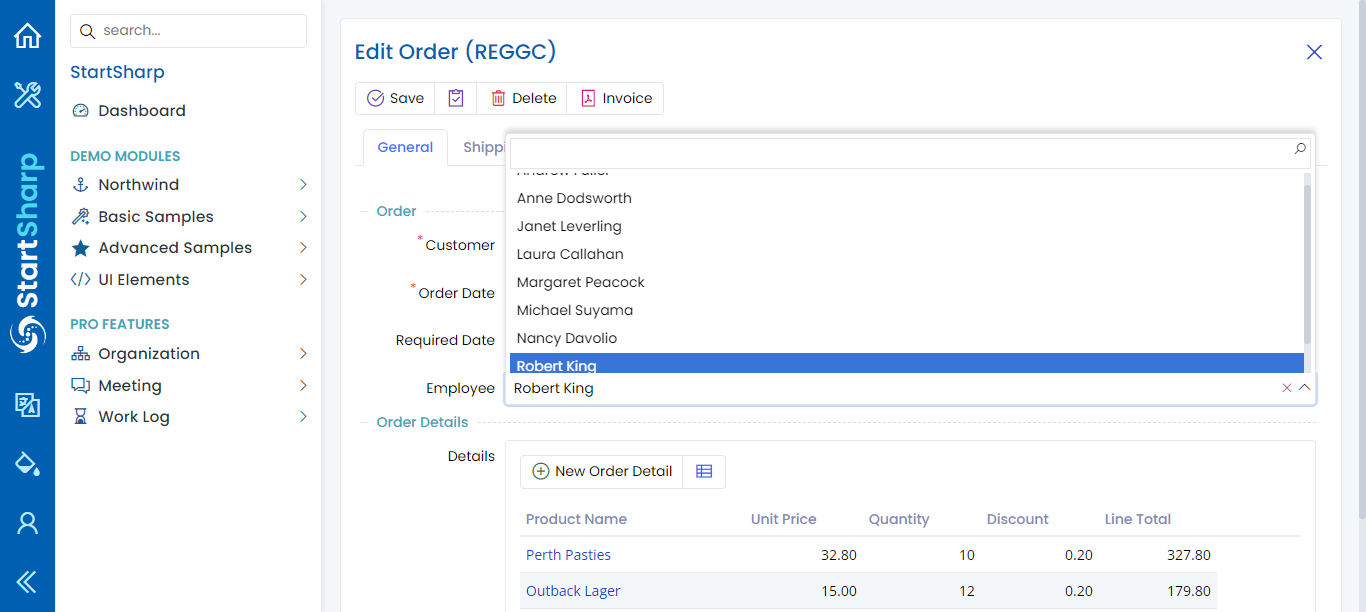 search...
StartSharp
Dashboard
DEMO MODULES
Northwind
Basic Samples
Advanced Samples
UI Elements
PRO FEATURES
Organization
Meeting
Work Log
StartSharp
Edit Order (REGGC)
Save
Delete
Invoice
General
Shippi
Order
*Customer
*Order Date
Required Date
Employee
Andrew Fuller
Anne Dodsworth
Janet Leverling
Laura Callahan
Margaret Peacock
Michael Suyama
Nancy Davolio
Robert King
Robert King
Order Details
Details
New Order Detail
Product Name Unit Price Quantity Discount Line Total
Perth Pasties 32.80 10 0.20 327.80
Outback Lager 15.00 12 0.20 179.80